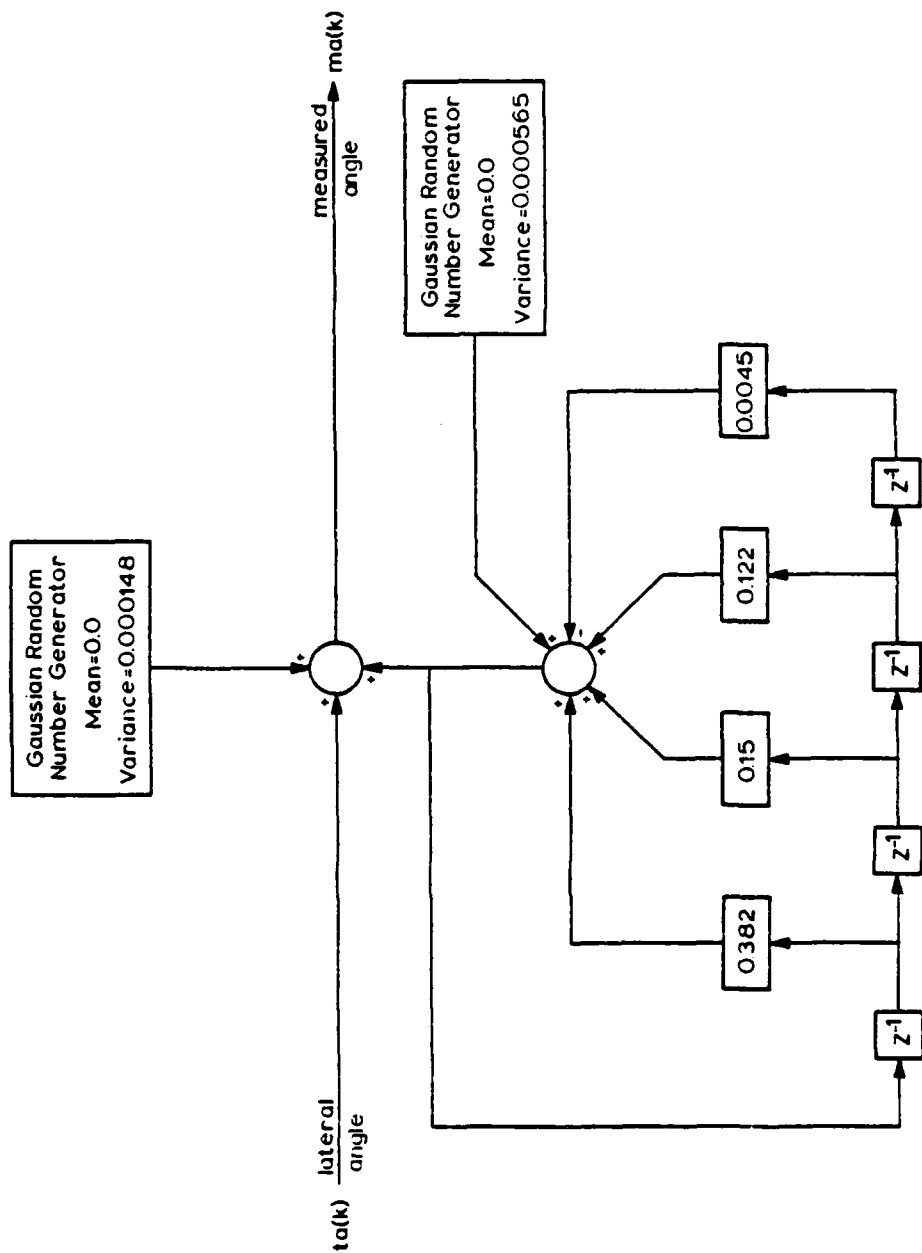 Gaussian Random
Number Generator
Mean=0.0
Variance=0.000148
ta(k)
lateral
angle
measured
angle
ma(k)
Gaussian Random
Number Generator
Mean=0.0
Variance=0.000565
0.382
0.15
0.122
0.0045
z⁻¹
z⁻¹
z⁻¹
z⁻¹